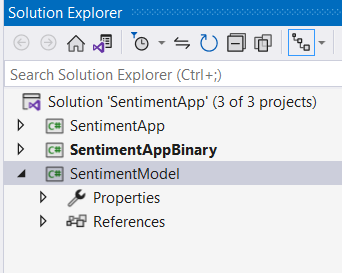 Solution Explorer
Search Solution Explorer (Ctrl+;)
Solution 'SentimentApp' (3 of 3 projects)
C# SentimentApp
C# SentimentAppBinary
C# SentimentModel
Properties
References